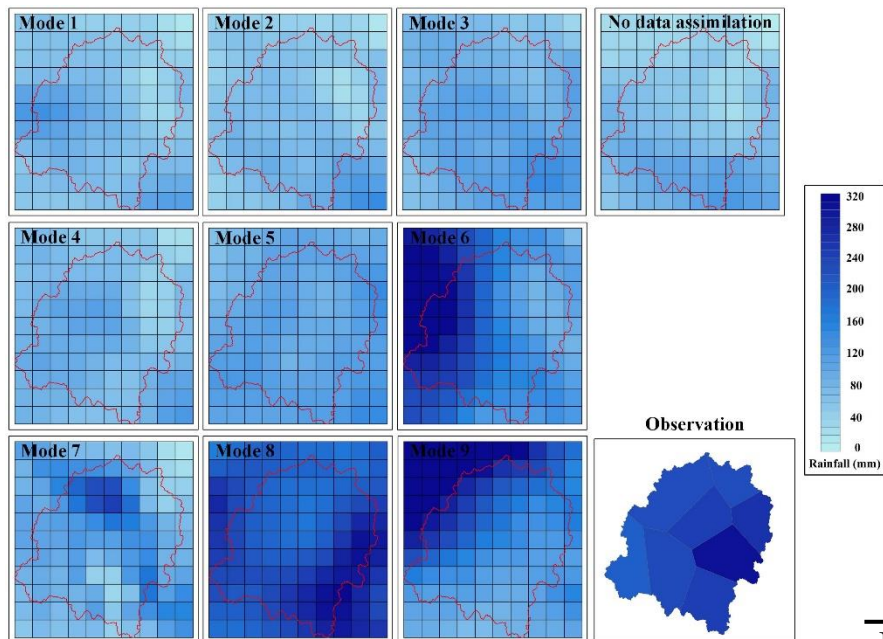 Mode 1
Mode 2
Mode 3
No data assimilation
Mode 4
Mode 5
Mode 6
Mode 7
Mode 8
Mode 9
Observation
320
280
240
200
160
120
80
40
0
Rainfall (mm)